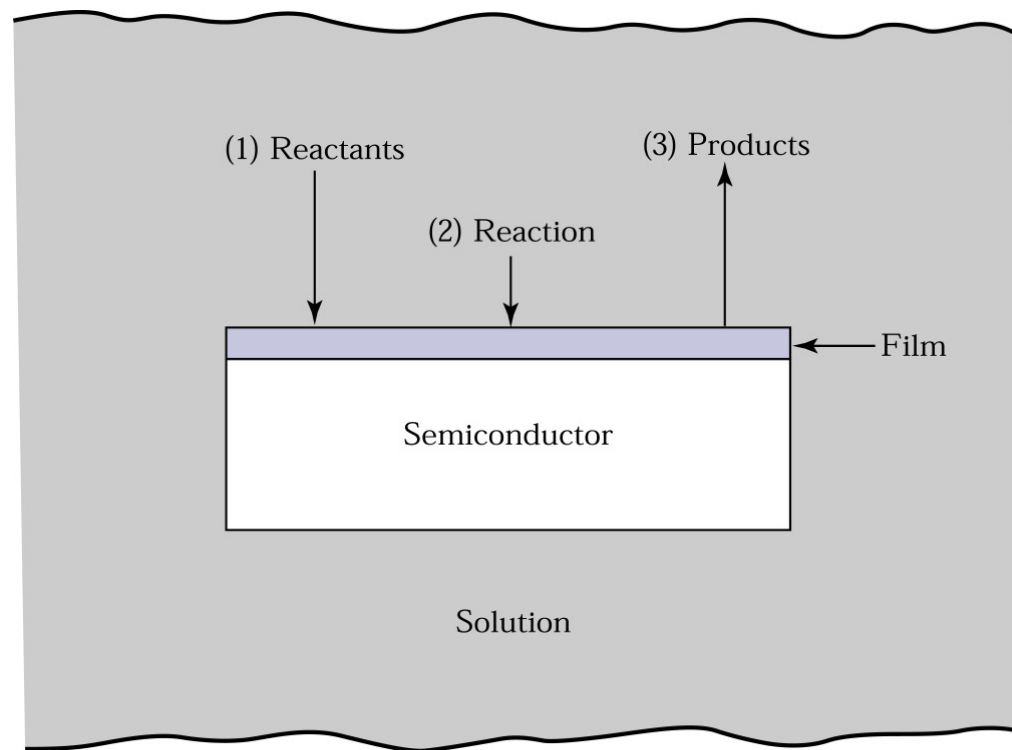 (1) Reactants
(3) Products
(2) Reaction
Film
Semiconductor
Solution